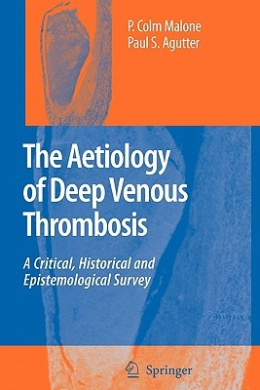 P. Colm Malone
Paul S. Agutter
The Aetiology
of Deep Venous
Thrombosis
A Critical, Historical and
Epistemological Survey
Springer